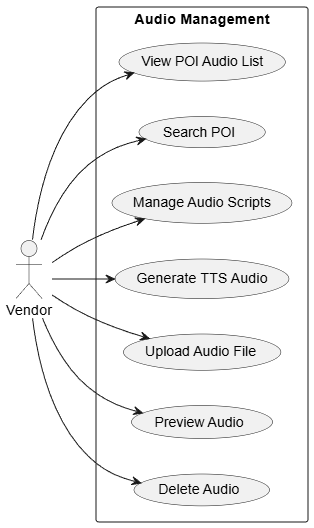 Audio Management
View POI Audio List
Search POI
Manage Audio Scripts
Generate TTS Audio
Vendor
Upload Audio File
Preview Audio
Delete Audio